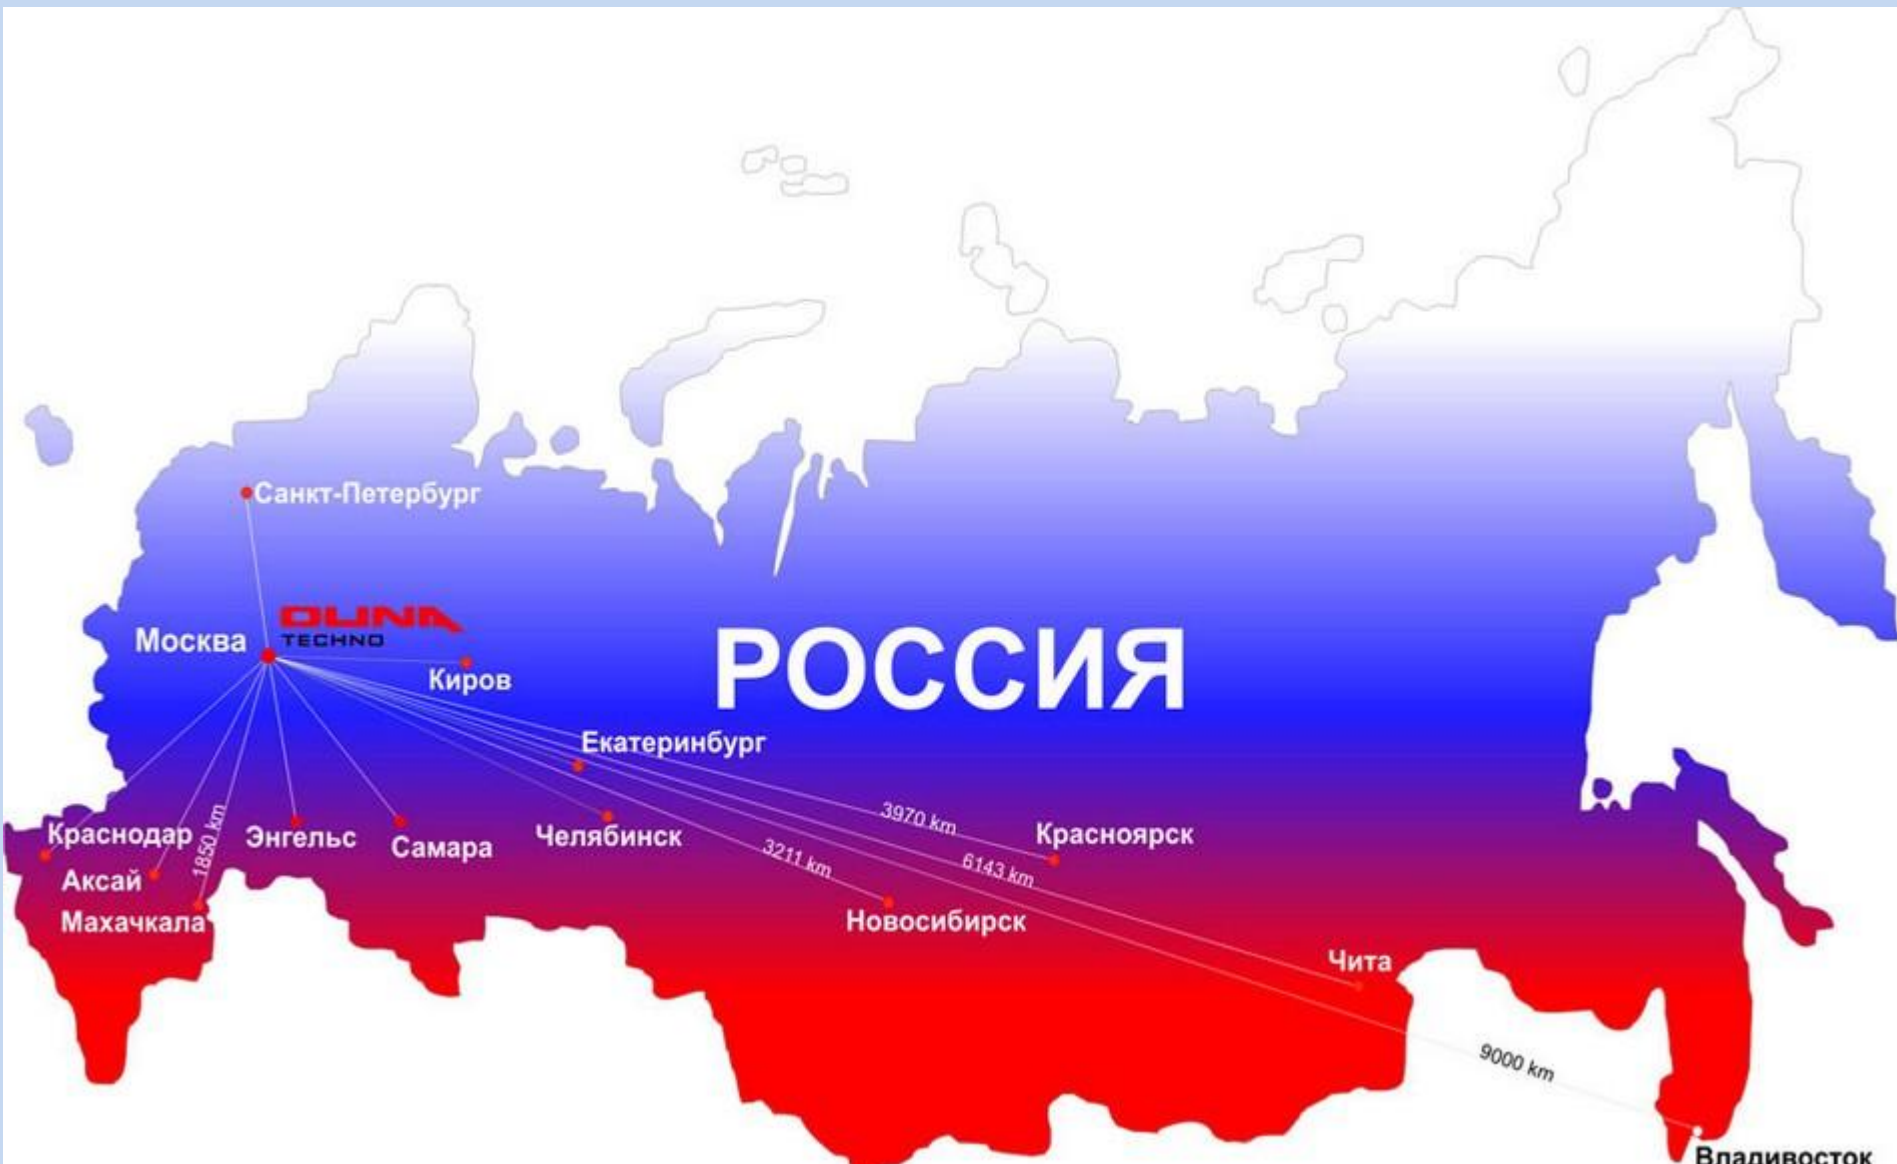 Санкт-Петербург
DUNA
TECHNO
Москва
Киров
РОССИЯ
Екатеринбург
3970 km
Красноярск
Краснодар
1850 km
Энгельс
Самара
Челябинск
3211 km
6143 km
Аксай
Махачкала
Новосибирск
Чита
9000 km
Владивосток